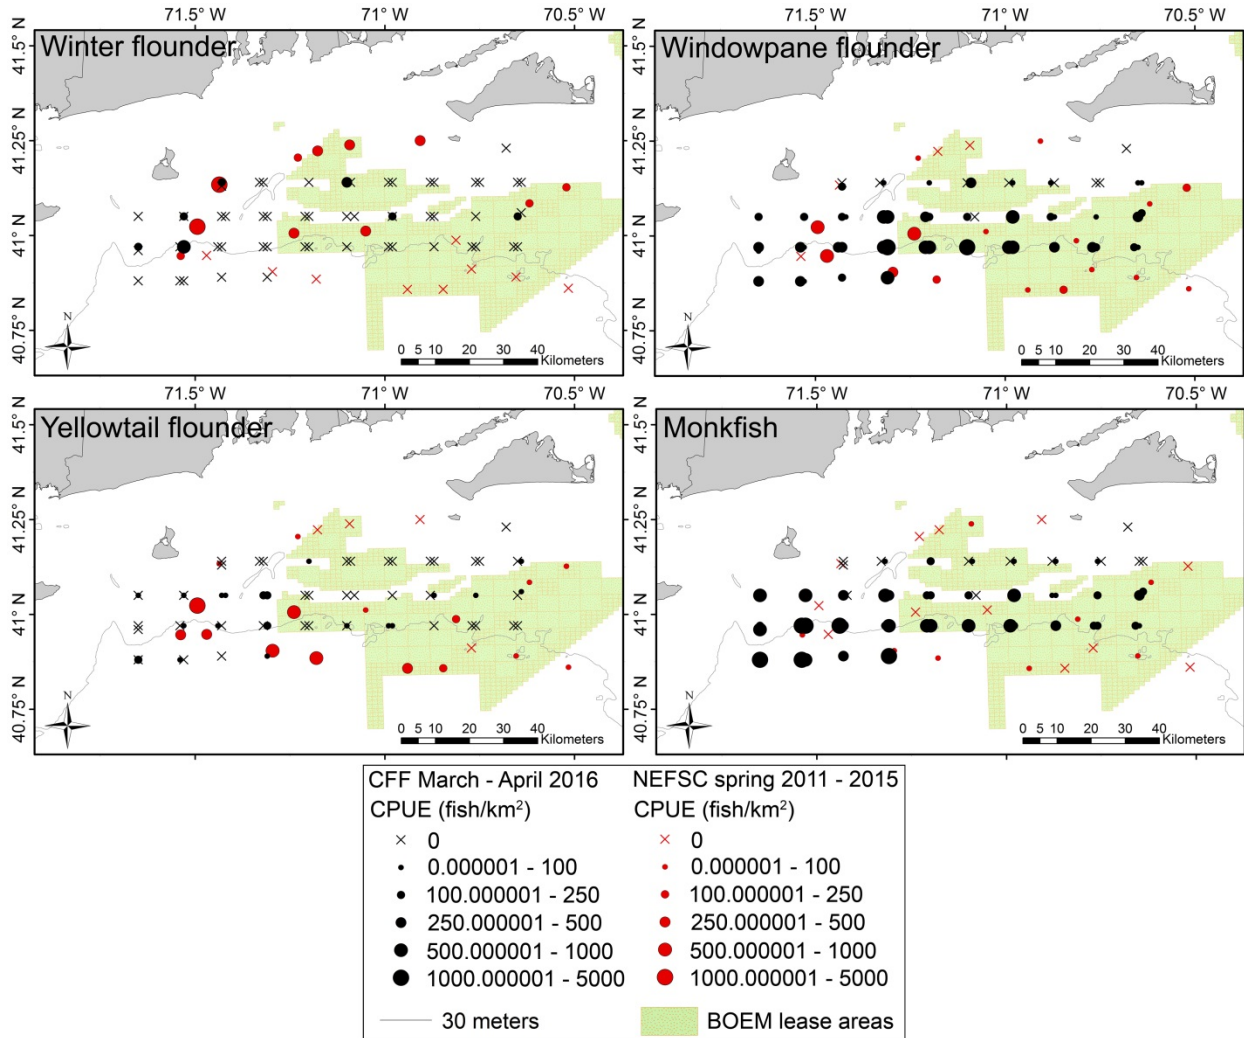 71.5° W 71° W 70.5° W 71.5° W 71° W 70.5° W
Winter flounder
Windowpane flounder
41.5° N
41.25° N
41° N
40.75° N
41.5° N
41.25° N
41° N
40.75° N
N
0 5 10 20 30 40
Kilometers
N
0 5 10 20 30 40
Kilometers
71.5° W 71° W 70.5° W 71.5° W 71° W 70.5° W
Yellowtail flounder
Monkfish
41.5° N
41.25° N
41° N
40.75° N
41.5° N
41.25° N
41° N
40.75° N
N
0 5 10 20 30 40
Kilometers
N
0 5 10 20 30 40
Kilometers
CFF March - April 2016
CPUE (fish/km²)
0
0.000001 - 100
100.000001 - 250
250.000001 - 500
500.000001 - 1000
1000.000001 - 5000
30 meters
NEFSC spring 2011 - 2015
CPUE (fish/km²)
0
0.000001 - 100
100.000001 - 250
250.000001 - 500
500.000001 - 1000
1000.000001 - 5000
BOEM lease areas